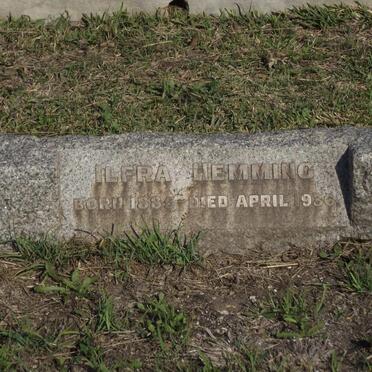 ILFRA HEMMING
BORN DIED APRIL